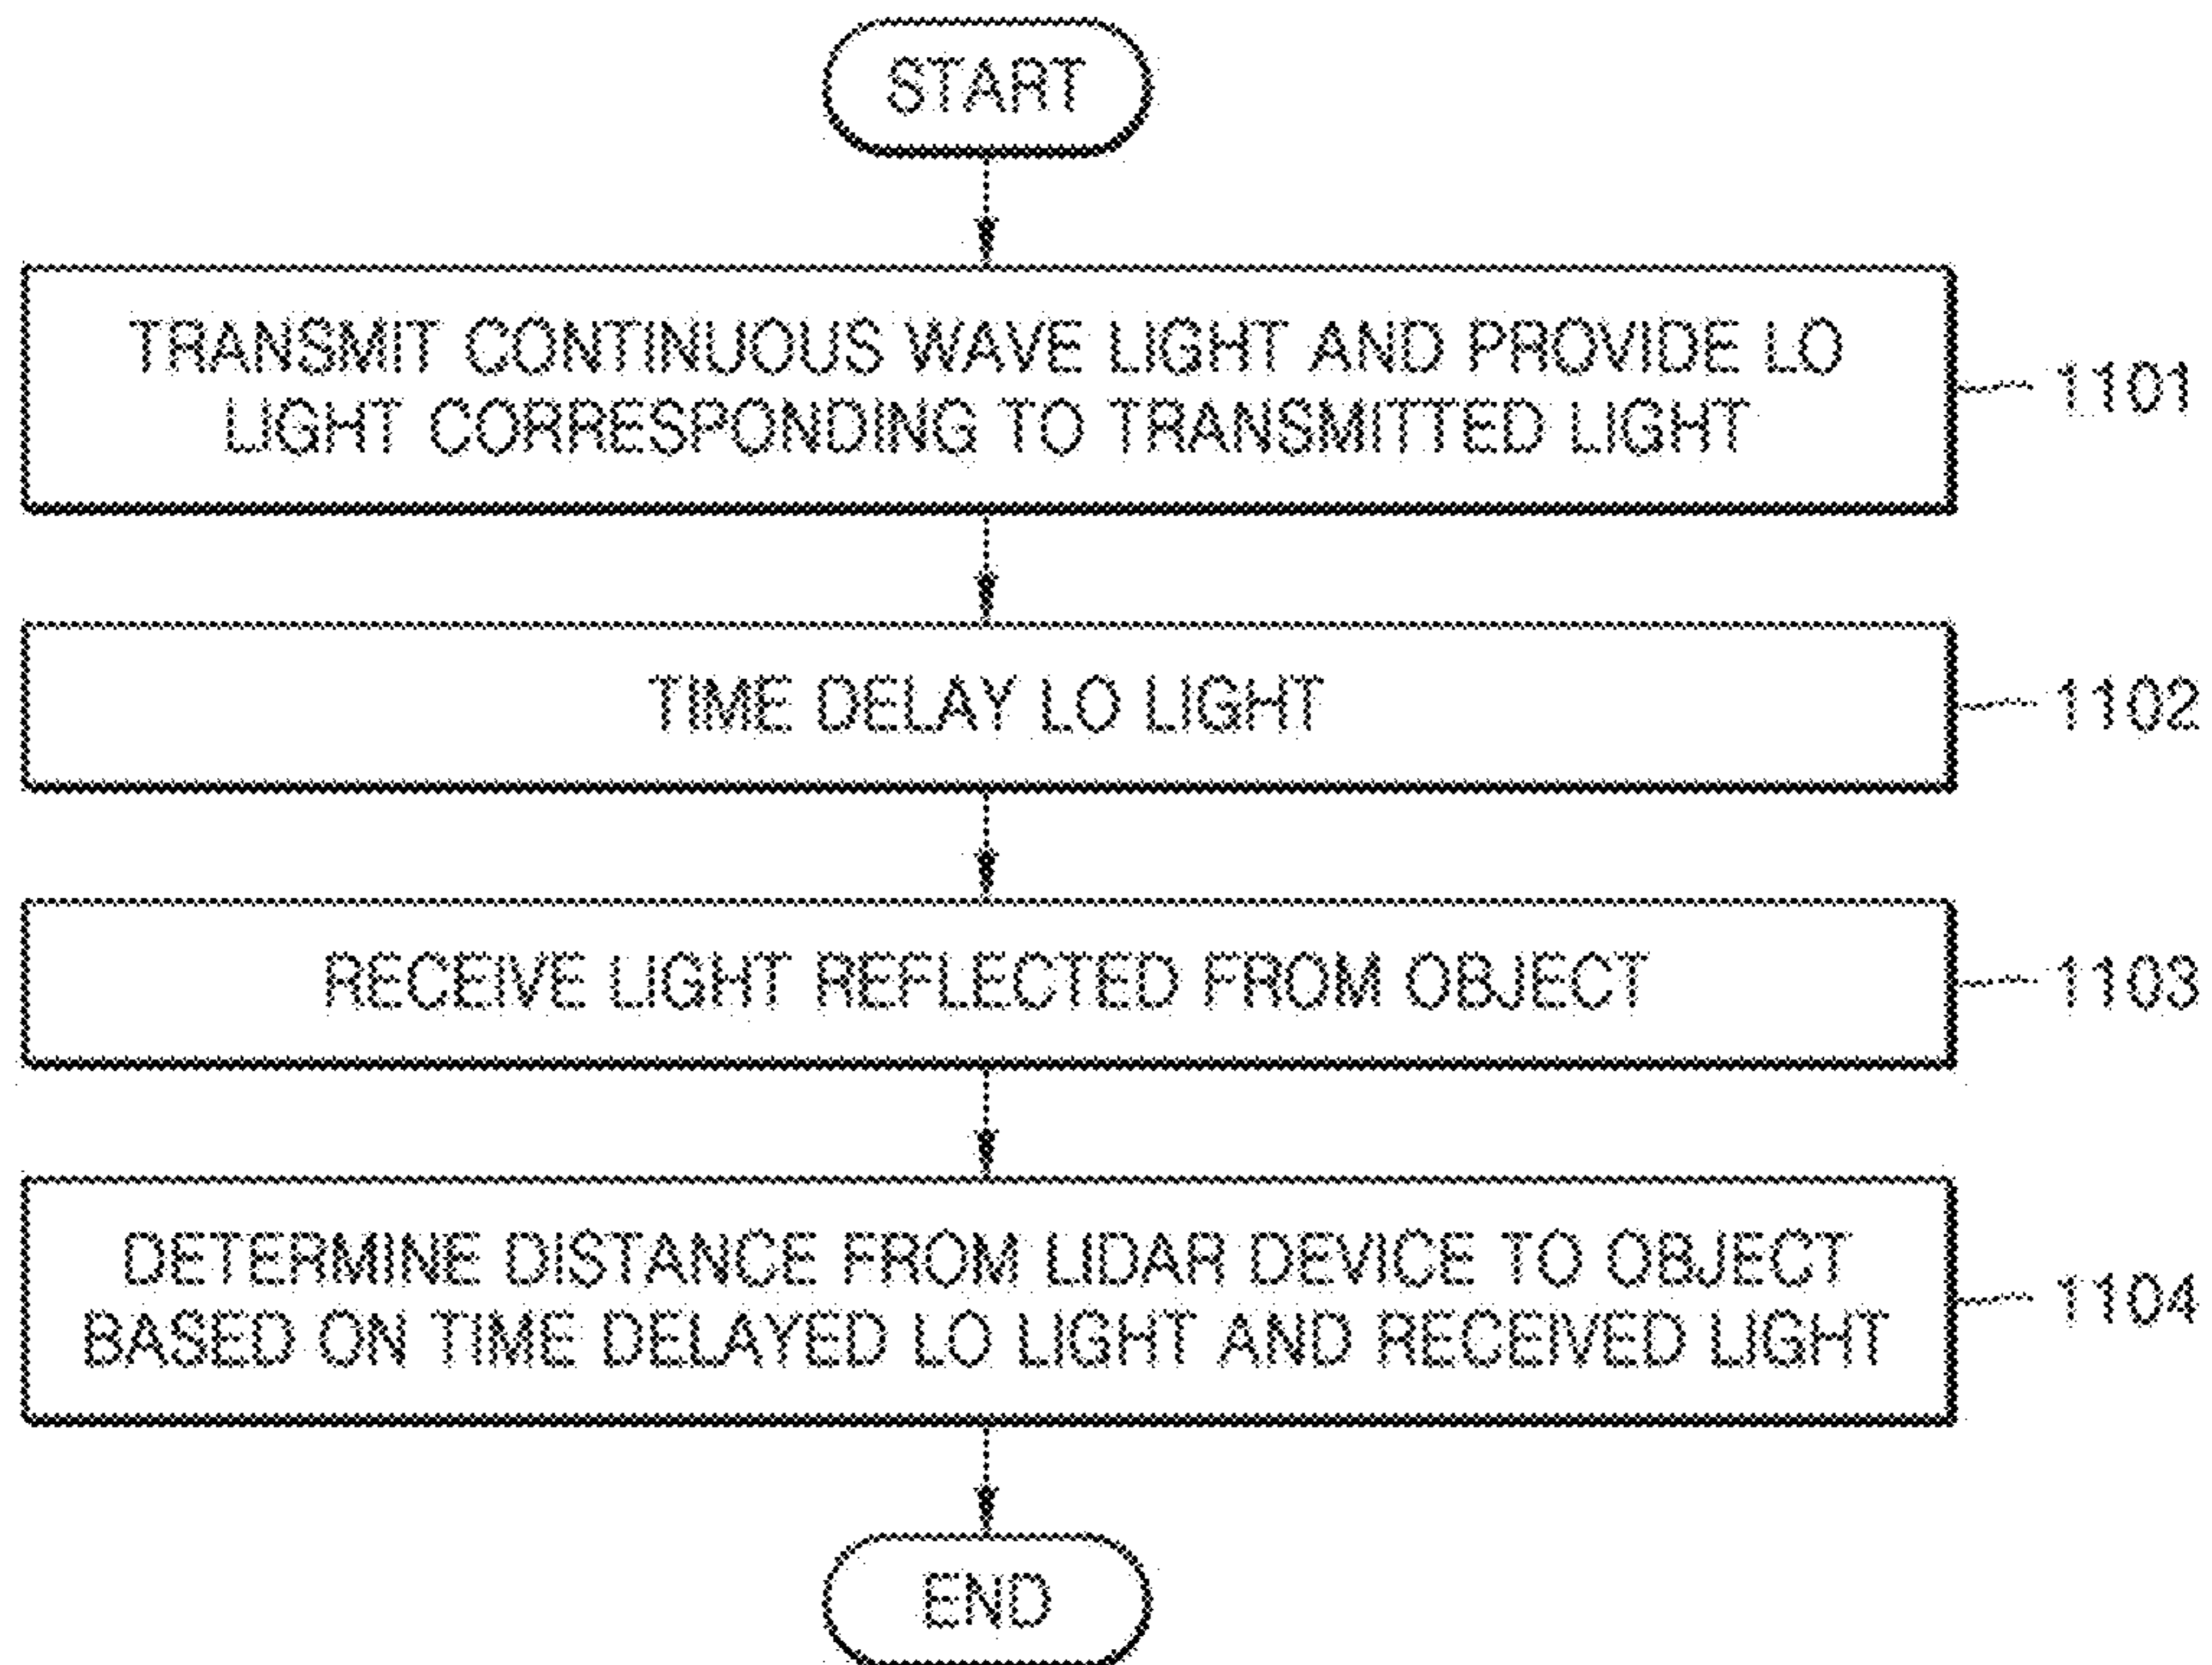 START
TRANSMIT CONTINUOUS WAVE LIGHT AND PROVIDE LO
LIGHT CORRESPONDING TO TRANSMITTED LIGHT
1101
TIME DELAY LO LIGHT
1102
RECEIVE LIGHT REFLECTED FROM OBJECT
1103
DETERMINE DISTANCE FROM LIDAR DEVICE TO OBJECT
BASED ON TIME DELAYED LO LIGHT AND RECEIVED LIGHT
1104
END